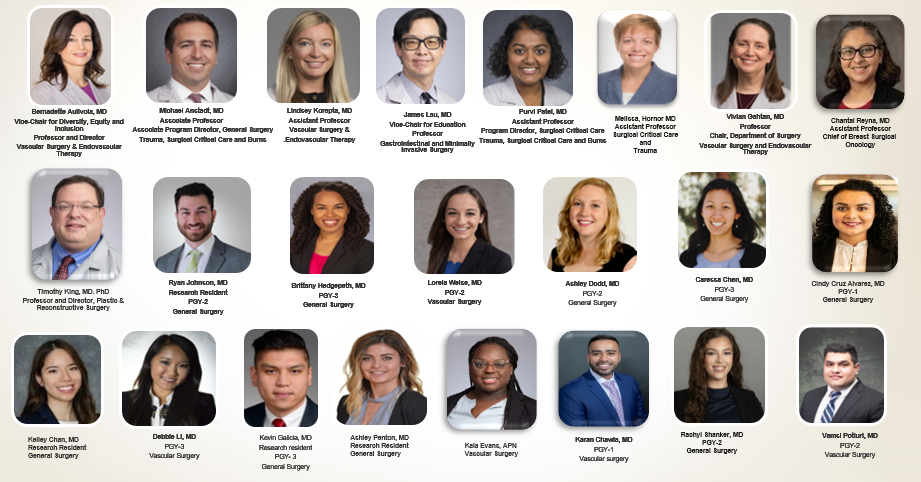 Bernadette Aulivola, MD
Vice-Chair for Diversity, Equity and
Inclusion
Professor and Director
Vascular Surgery & Endovascular
Therapy
Michael Anstadt, MD
Associate Professor
Associate Program Director, General Surgery
Trauma, Surgical Critical Care and Burns
Lindsey Korepta, MD
Assistant Professor
Vascular Surgery &
.Endovascular Therapy
James Lau, MD
Vice-Chair for Education
Professor
Gastrointestinal and Minimally
Invasive Surgery
Purvi Patel, MD
Assistant Professor
Program Director, Surgical Critical Care
Trauma, Surgical Critical Care and Burns
Melissa, Hornor MD
Assistant Professor
Surgical Critical Care
and
Trauma
Vivian Gahtan, MD
Professor
Chair, Department of Surgery
Vascular Surgery and Endovascular
Therapy
Chantal Reyna, MD
Assistant Professor
Chief of Breast Surgical
Oncology
Timothy King, MD. PhD
Professor and Director, Plastic &
Reconstructive Surgery
Ryan Johnson, MD
Research Resident
PGY-2
General Surgery
Brittany Hedgepeth, MD
PGY-3
General Surgery
Lorela Weise, MD
PGY-2
Vascular Surgery
Ashley Dodd, MD
PGY-2
General Surgery
Caressa Chen, MD
PGY-3
General Surgery
Cindy Cruz Alvarez, MD
PGY-1
General Surgery
Kelley Chan, MD
Research Resident
General Surgery
Debbie Li, MD
PGY-3
Vascular Surgery
Kevin Galicia, MD
Research resident
PGY- 3
General Surgery
Ashley Penton, MD
Research Resident
General Surgery
Kala Evans, APN
Vascular Surgery
Karan Chawla, MD
PGY-1
Vascular surgery
Raohyl Shanker, MD
PGY-2
General Surgery
Vamsi Potluri, MD
PGY-2
Vascular Surgery